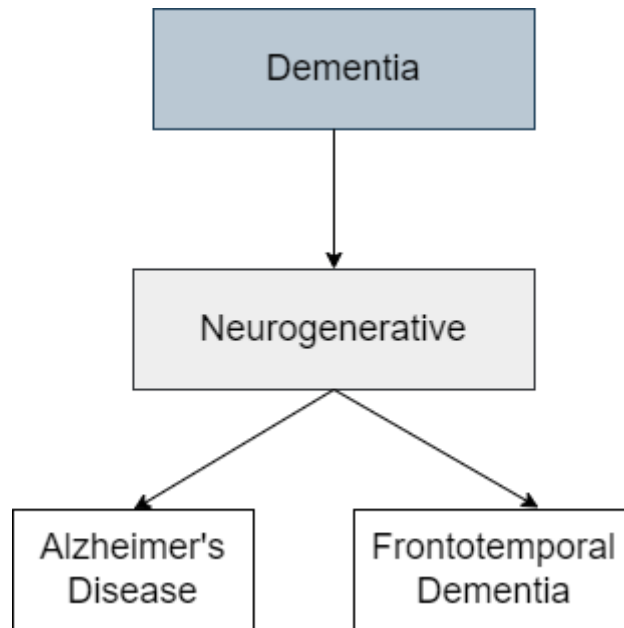 Dementia
Neurogenerative
Alzheimer's
Disease
Frontotemporal
Dementia